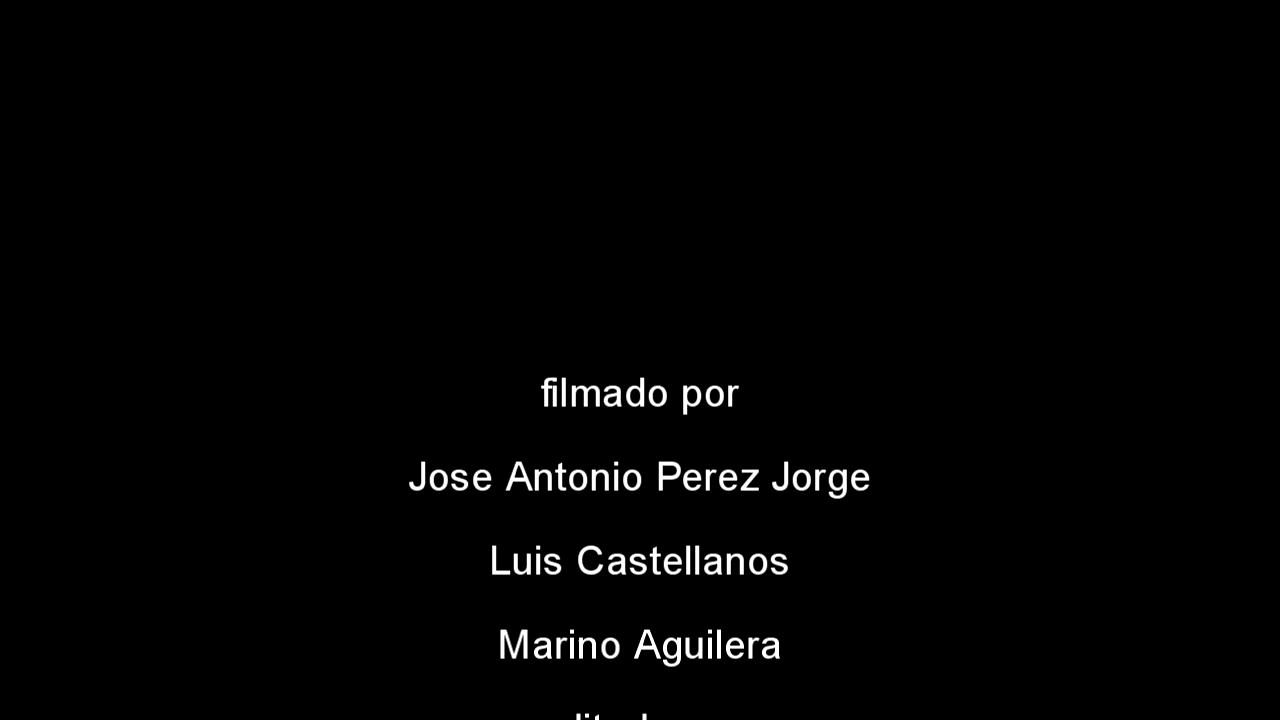 filmado por
Jose Antonio Perez Jorge
Luis Castellanos
Marino Aguilera